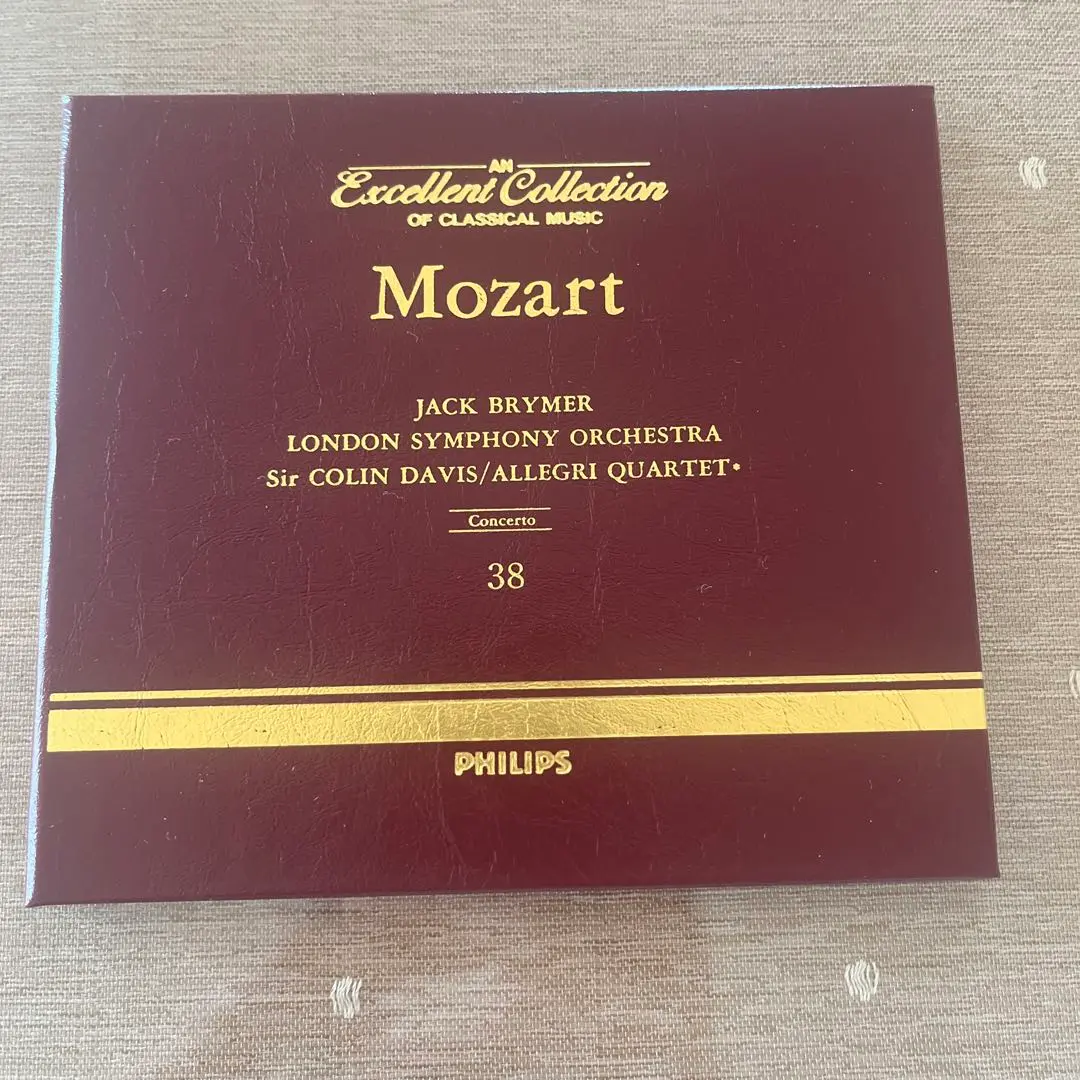 AN
Excellent Collection
OF CLASSICAL MUSIC
Mozart
JACK BRYMER
LONDON SYMPHONY ORCHESTRA
Sir COLIN DAVIS/ALLEGRI QUARTET*
Concerto
38
PHILIPS